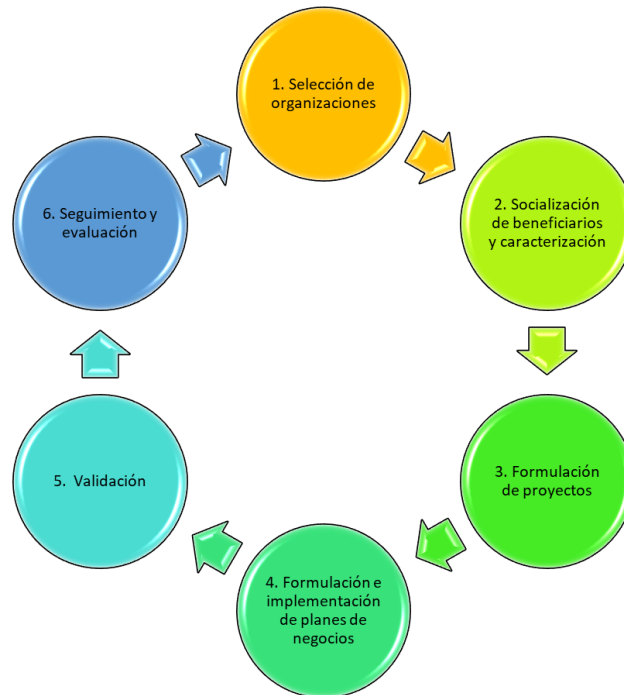 1. Selección de
organizaciones
2. Socialización
de beneficiarios
y caracterización
3. Formulación
de proyectos
4. Formulación e
implementación
de planes de
negocios
5. Validación
6. Seguimiento y
evaluación